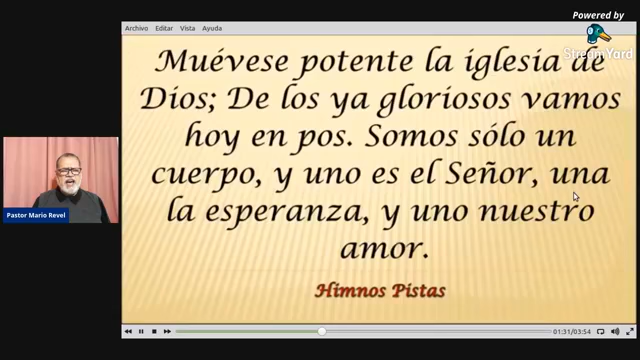 Powered by
StreamYard
Archivo Editar Vista Ayuda
Muévese potente la iglesia de
Dios; De los ya gloriosos vamos
hoy en pos. Somos sólo un
cuerpo, y uno es el Señor, una
la esperanza, y uno nuestro
amor.
Himnos Pistas
Pastor Mario Revel
01:31/03:54